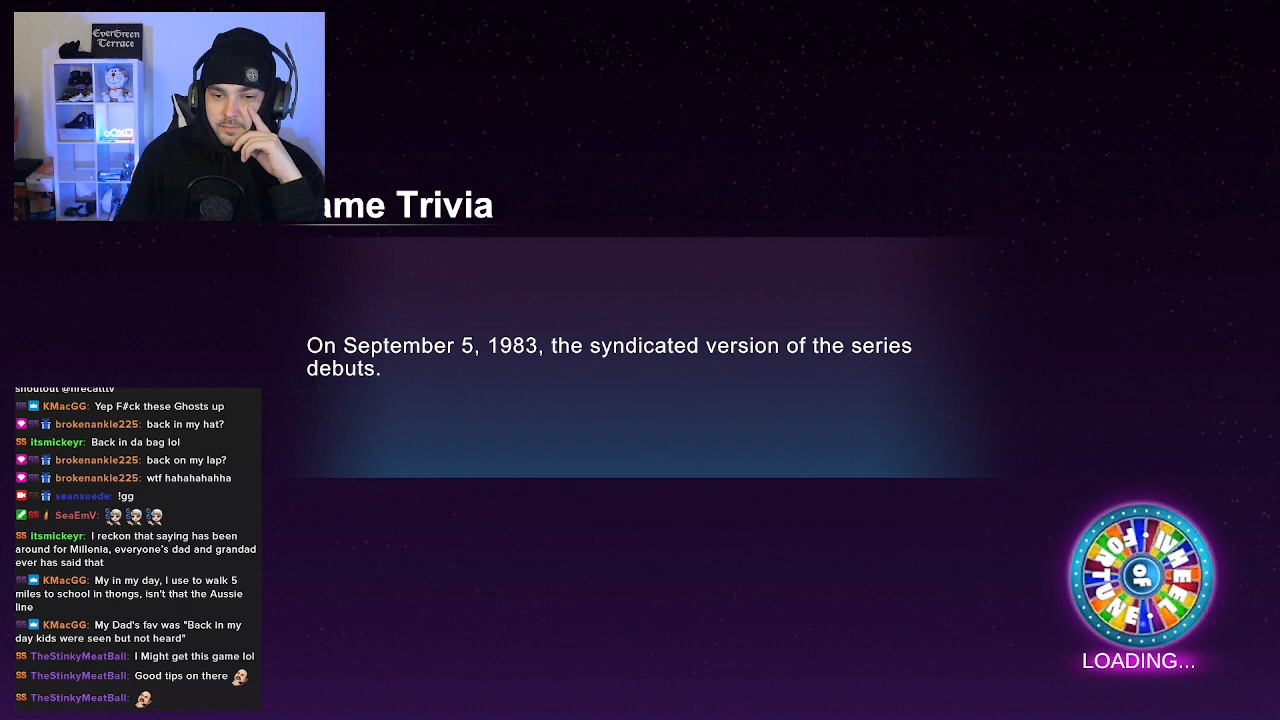 EverGreen
Terrace
ame Trivia
On September 5, 1983, the syndicated version of the series
debuts.
shoutout @firecatttv
KMacGG: Yep F#ck these Ghosts up
brokenankle225: back in my hat?
itsmickeyr: Back in da bag lol
brokenankle225: back on my lap?
brokenankle225: wtf hahahahahha
seansuede: !gg
SeaEmV:
itsmickeyr: I reckon that saying has been
around for Millenia, everyone's dad and grandad
ever has said that
KMacGG: My in my day, I use to walk 5
miles to school in thongs, isn't that the Aussie
line
KMacGG: My Dad's fav was "Back in my
day kids were seen but not heard"
TheStinkyMeatBall: I Might get this game lol
TheStinkyMeatBall: Good tips on there
TheStinkyMeatBall:
WHEEL
OF
FORTUNE
LOADING...